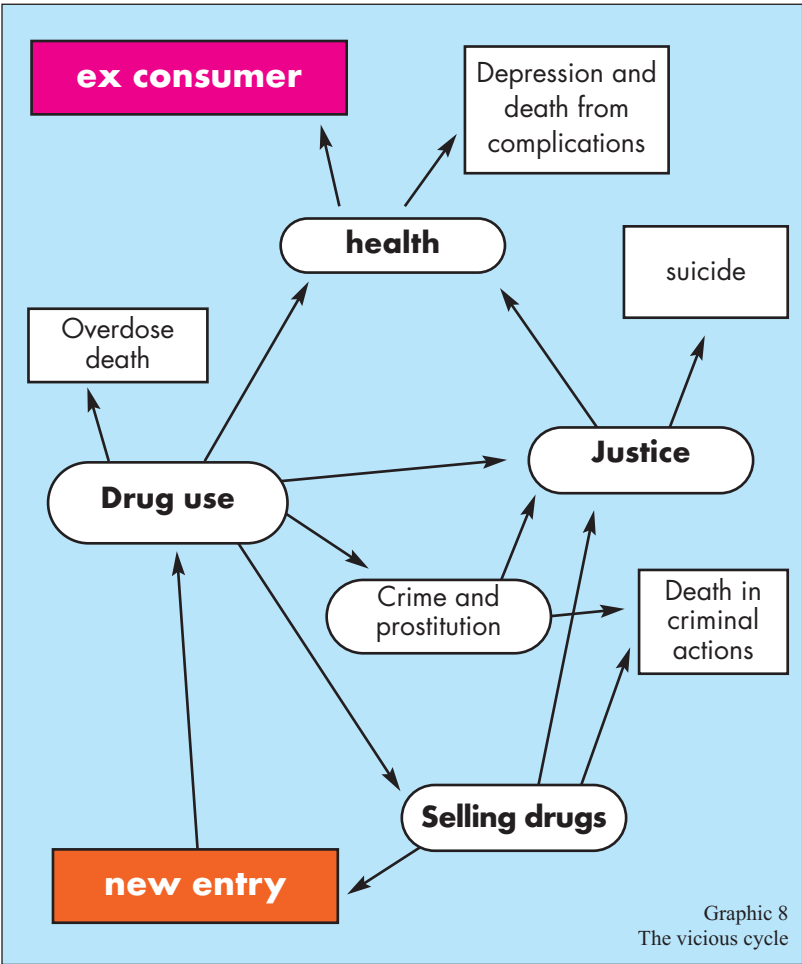 ex consumer
Depression and
death from
complications
health
suicide
Overdose
death
Justice
Drug use
Crime and
prostitution
Death in
criminal
actions
Selling drugs
new entry
Graphic 8
The vicious cycle